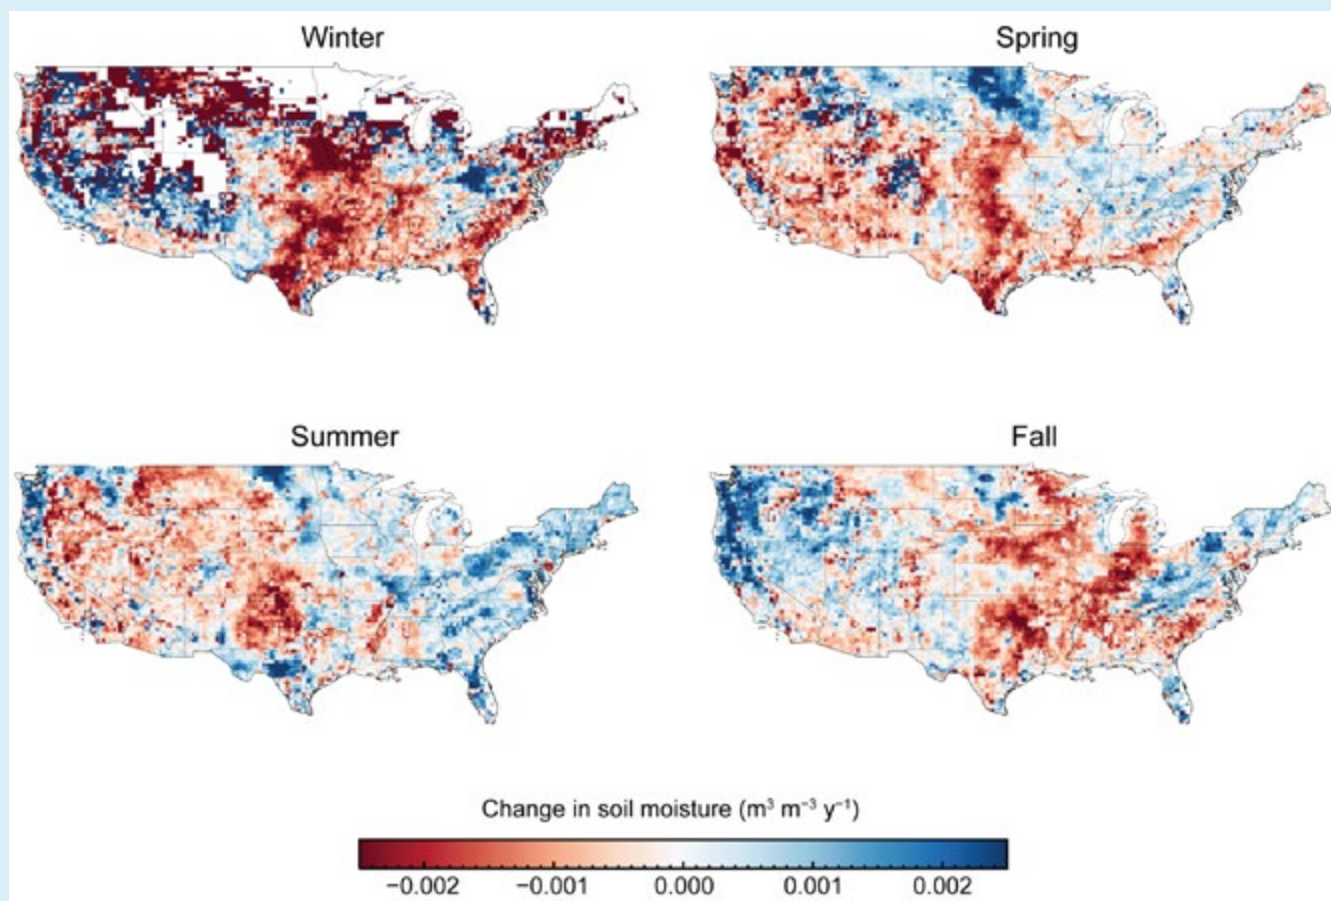 Winter
Spring
Summer
Fall
Change in soil moisture (m³ m⁻³ y⁻¹)
−0.002 −0.001 0.000 0.001 0.002